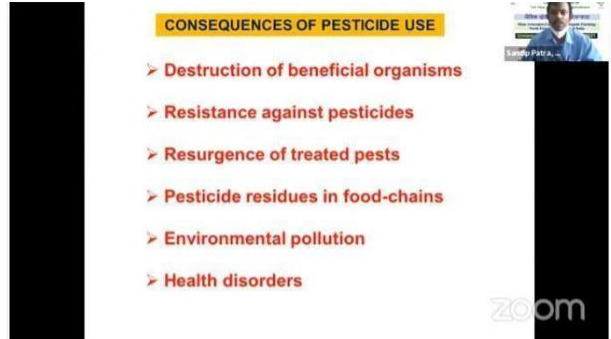 CONSEQUENCES OF PESTICIDE USE
➢ Destruction of beneficial organisms
➢ Resistance against pesticides
➢ Resurgence of treated pests
➢ Pesticide residues in food-chains
➢ Environmental pollution
➢ Health disorders
Sandip Patra, ...
zoom